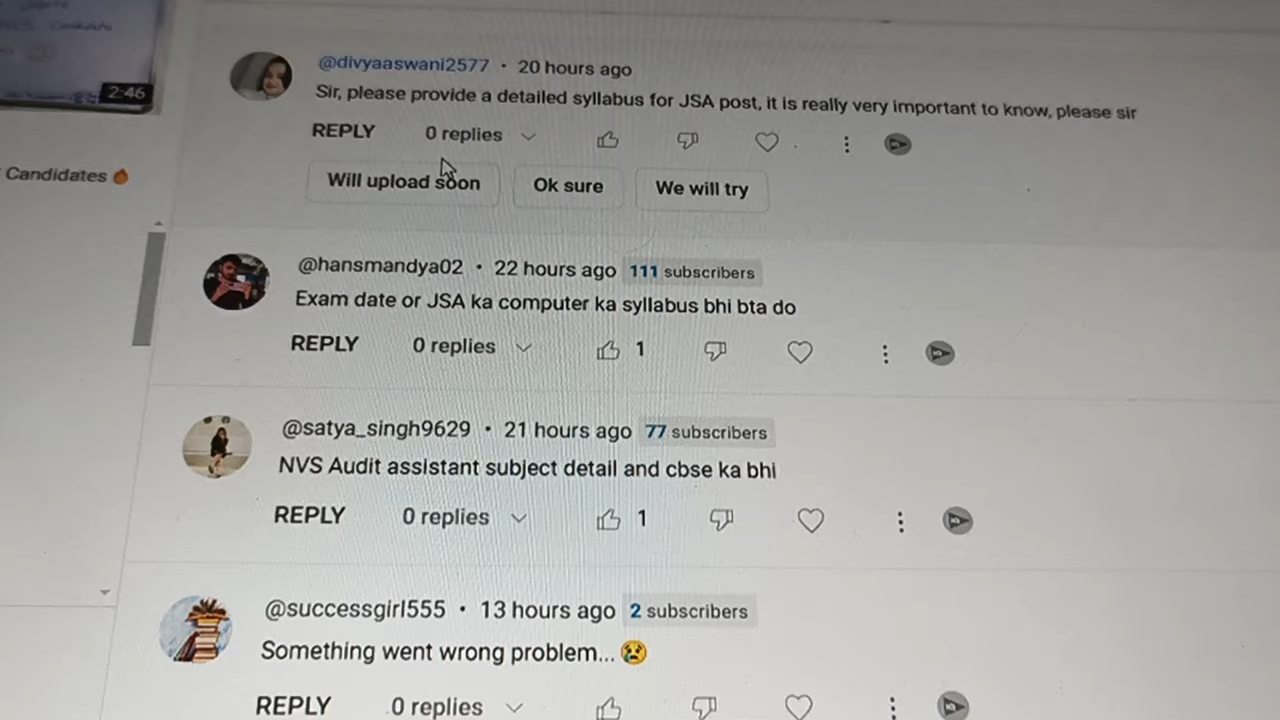 2:46
Candidates 🔥
@divyaaswani2577 · 20 hours ago
Sir, please provide a detailed syllabus for JSA post, it is really very important to know, please sir
REPLY 0 replies
Will upload soon Ok sure We will try
@hansmandya02 · 22 hours ago 111 subscribers
Exam date or JSA ka computer ka syllabus bhi bta do
REPLY 0 replies 1
@satya_singh9629 · 21 hours ago 77 subscribers
NVS Audit assistant subject detail and cbse ka bhi
REPLY 0 replies 1
@successgirl555 · 13 hours ago 2 subscribers
Something went wrong problem... 😢
REPLY 0 replies